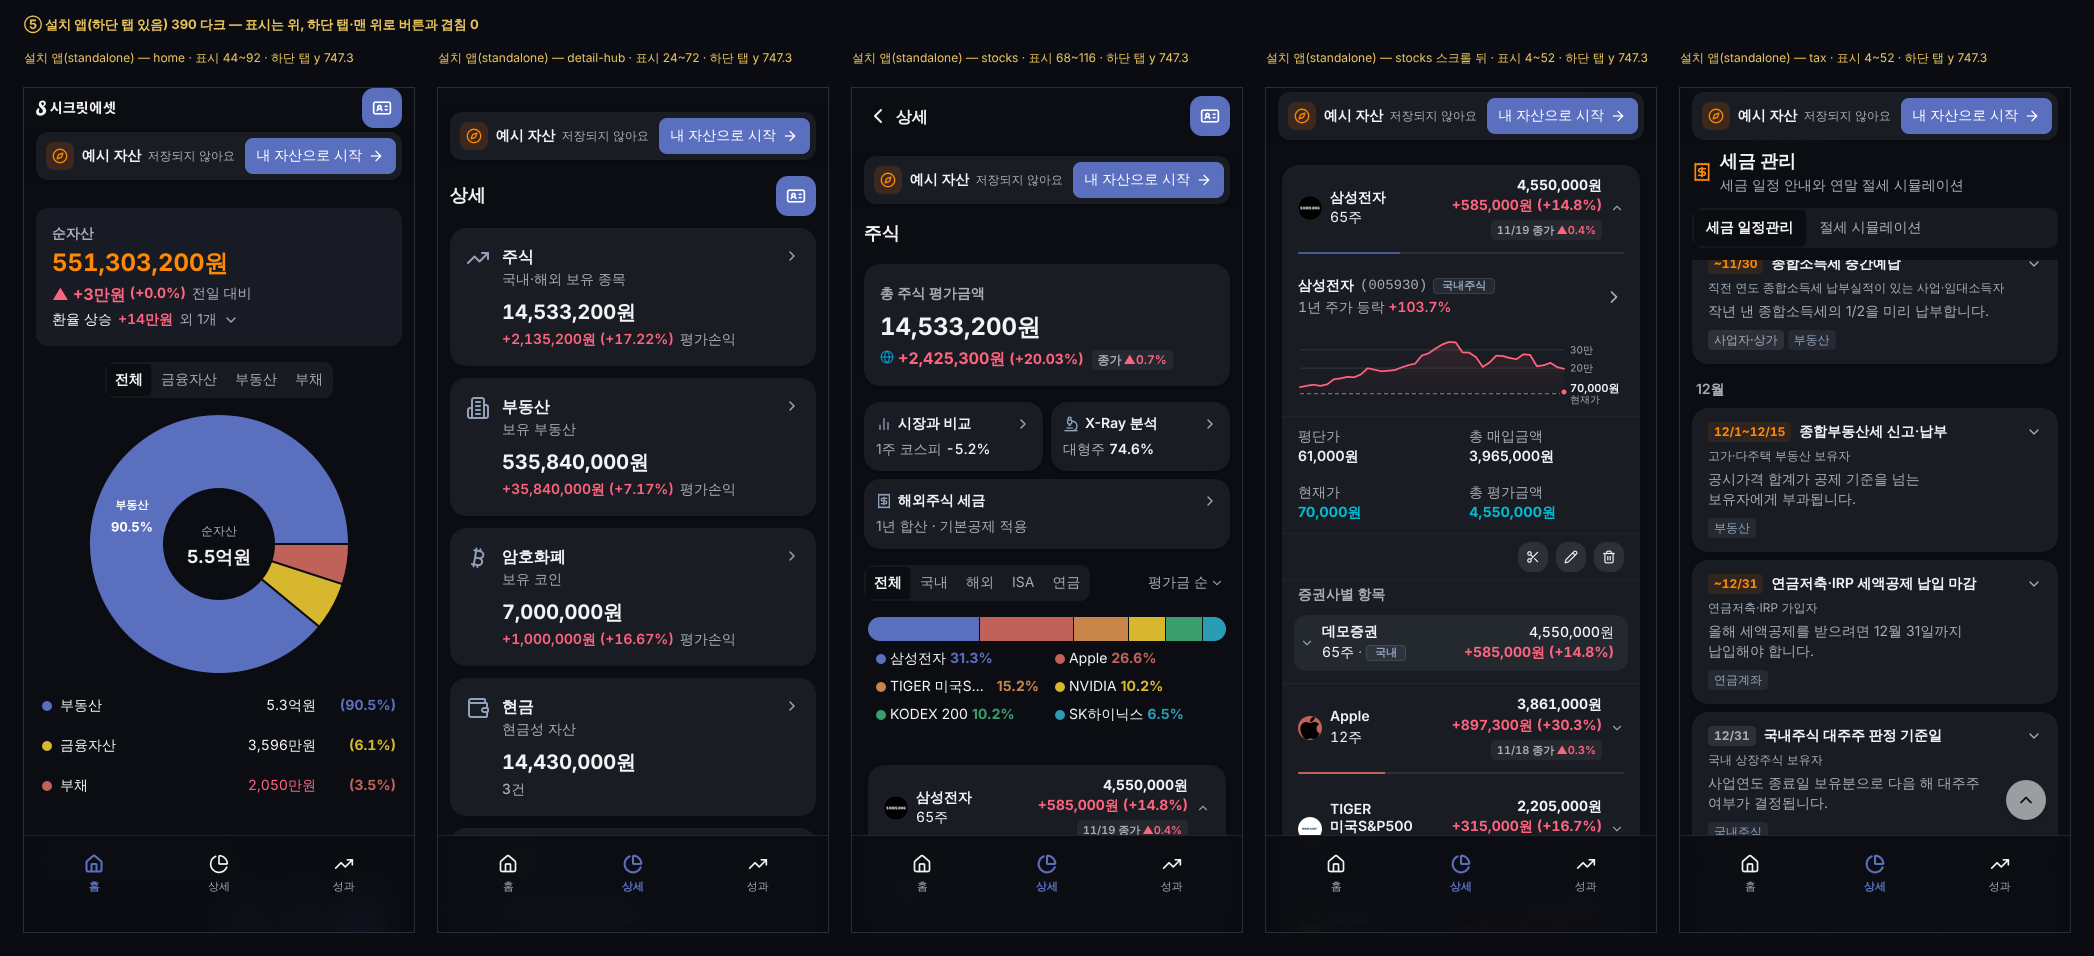 ⑤ 설치 앱(하단 탭 있음) 390 다크 — 표시는 위, 하단 탭·맨 위로 버튼과 겹침 0
설치 앱(standalone) — home · 표시 44~92 · 하단 탭 y 747.3
시크릿에셋
예시 자산 저장되지 않아요 내 자산으로 시작 →
순자산
551,303,200원
▲ +3만원 (+0.0%) 전일 대비
환율 상승 +14만원 외 1개
전체 금융자산 부동산 부채
부동산
90.5%
순자산
5.5억원
부동산 5.3억원 (90.5%)
금융자산 3,596만원 (6.1%)
부채 2,050만원 (3.5%)
홈 상세 성과
설치 앱(standalone) — detail-hub · 표시 24~72 · 하단 탭 y 747.3
예시 자산 저장되지 않아요 내 자산으로 시작 →
상세
주식
국내·해외 보유 종목
14,533,200원
+2,135,200원 (+17.22%) 평가손익
부동산
보유 부동산
535,840,000원
+35,840,000원 (+7.17%) 평가손익
암호화폐
보유 코인
7,000,000원
+1,000,000원 (+16.67%) 평가손익
현금
현금성 자산
14,430,000원
3건
홈 상세 성과
설치 앱(standalone) — stocks · 표시 68~116 · 하단 탭 y 747.3
상세
예시 자산 저장되지 않아요 내 자산으로 시작 →
주식
총 주식 평가금액
14,533,200원
+2,425,300원 (+20.03%) 종가 ▲0.7%
시장과 비교
1주 코스피 -5.2%
X-Ray 분석
대형주 74.6%
해외주식 세금
1년 합산 · 기본공제 적용
전체 국내 해외 ISA 연금 평가금 순
삼성전자 31.3% Apple 26.6%
TIGER 미국S... 15.2% NVIDIA 10.2%
KODEX 200 10.2% SK하이닉스 6.5%
4,550,000원
삼성전자 +585,000원 (+14.8%)
65주 11/19 종가 ▲0.4%
홈 상세 성과
설치 앱(standalone) — stocks 스크롤 뒤 · 표시 4~52 · 하단 탭 y 747.3
예시 자산 저장되지 않아요 내 자산으로 시작 →
SAMSUNG
4,550,000원
삼성전자 +585,000원 (+14.8%)
65주 11/19 종가 ▲0.4%
삼성전자 (005930) 국내주식
1년 주가 등락 +103.7%
30만
20만
70,000원
현재가
평단가 총 매입금액
61,000원 3,965,000원
현재가 총 평가금액
70,000원 4,550,000원
증권사별 항목
데모증권 4,550,000원
65주 · 국내 +585,000원 (+14.8%)
3,861,000원
Apple +897,300원 (+30.3%)
12주 11/18 종가 ▲0.3%
TIGER 2,205,000원
미국S&P500 +315,000원 (+16.7%)
홈 상세 성과
설치 앱(standalone) — tax · 표시 4~52 · 하단 탭 y 747.3
예시 자산 저장되지 않아요 내 자산으로 시작 →
세금 관리
세금 일정 안내와 연말 절세 시뮬레이션
세금 일정관리 절세 시뮬레이션
~11/30 종합소득세 중간예납
직전 연도 종합소득세 납부실적이 있는 사업·임대소득자
작년 낸 종합소득세의 1/2을 미리 납부합니다.
사업자·상가 부동산
12월
12/1~12/15 종합부동산세 신고·납부
고가·다주택 부동산 보유자
공시가격 합계가 공제 기준을 넘는
보유자에게 부과됩니다.
부동산
~12/31 연금저축·IRP 세액공제 납입 마감
연금저축·IRP 가입자
올해 세액공제를 받으려면 12월 31일까지
납입해야 합니다.
연금계좌
12/31 국내주식 대주주 판정 기준일
국내 상장주식 보유자
사업연도 종료일 보유분으로 다음 해 대주주
여부가 결정됩니다.
국내주식
홈 상세 성과